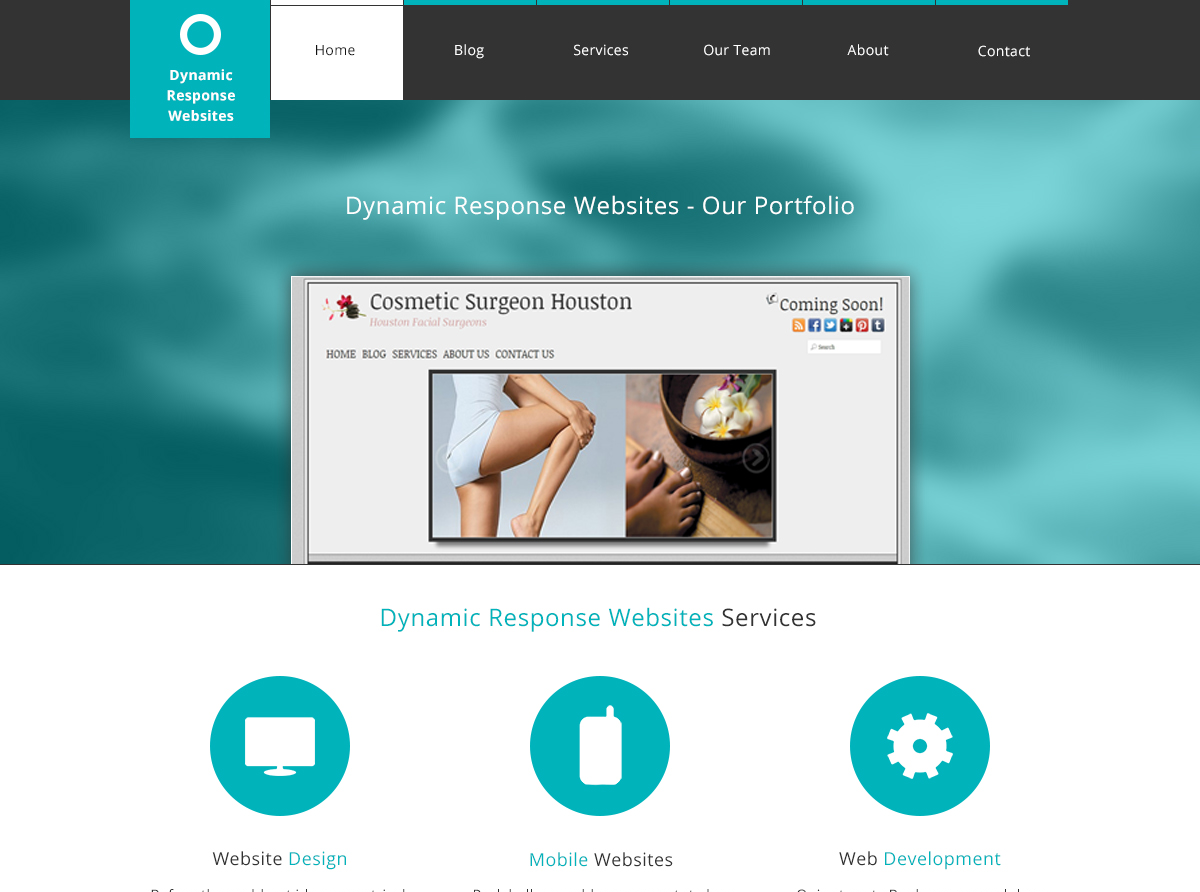 Dynamic
Response
Websites
Home
Blog
Services
Our Team
About
Contact
Dynamic Response Websites - Our Portfolio
Cosmetic Surgeon Houston
Houston Facial Surgeons
Coming Soon!
Search
HOME BLOG SERVICES ABOUT US CONTACT US
Dynamic Response Websites Services
Website Design
Mobile Websites
Web Development